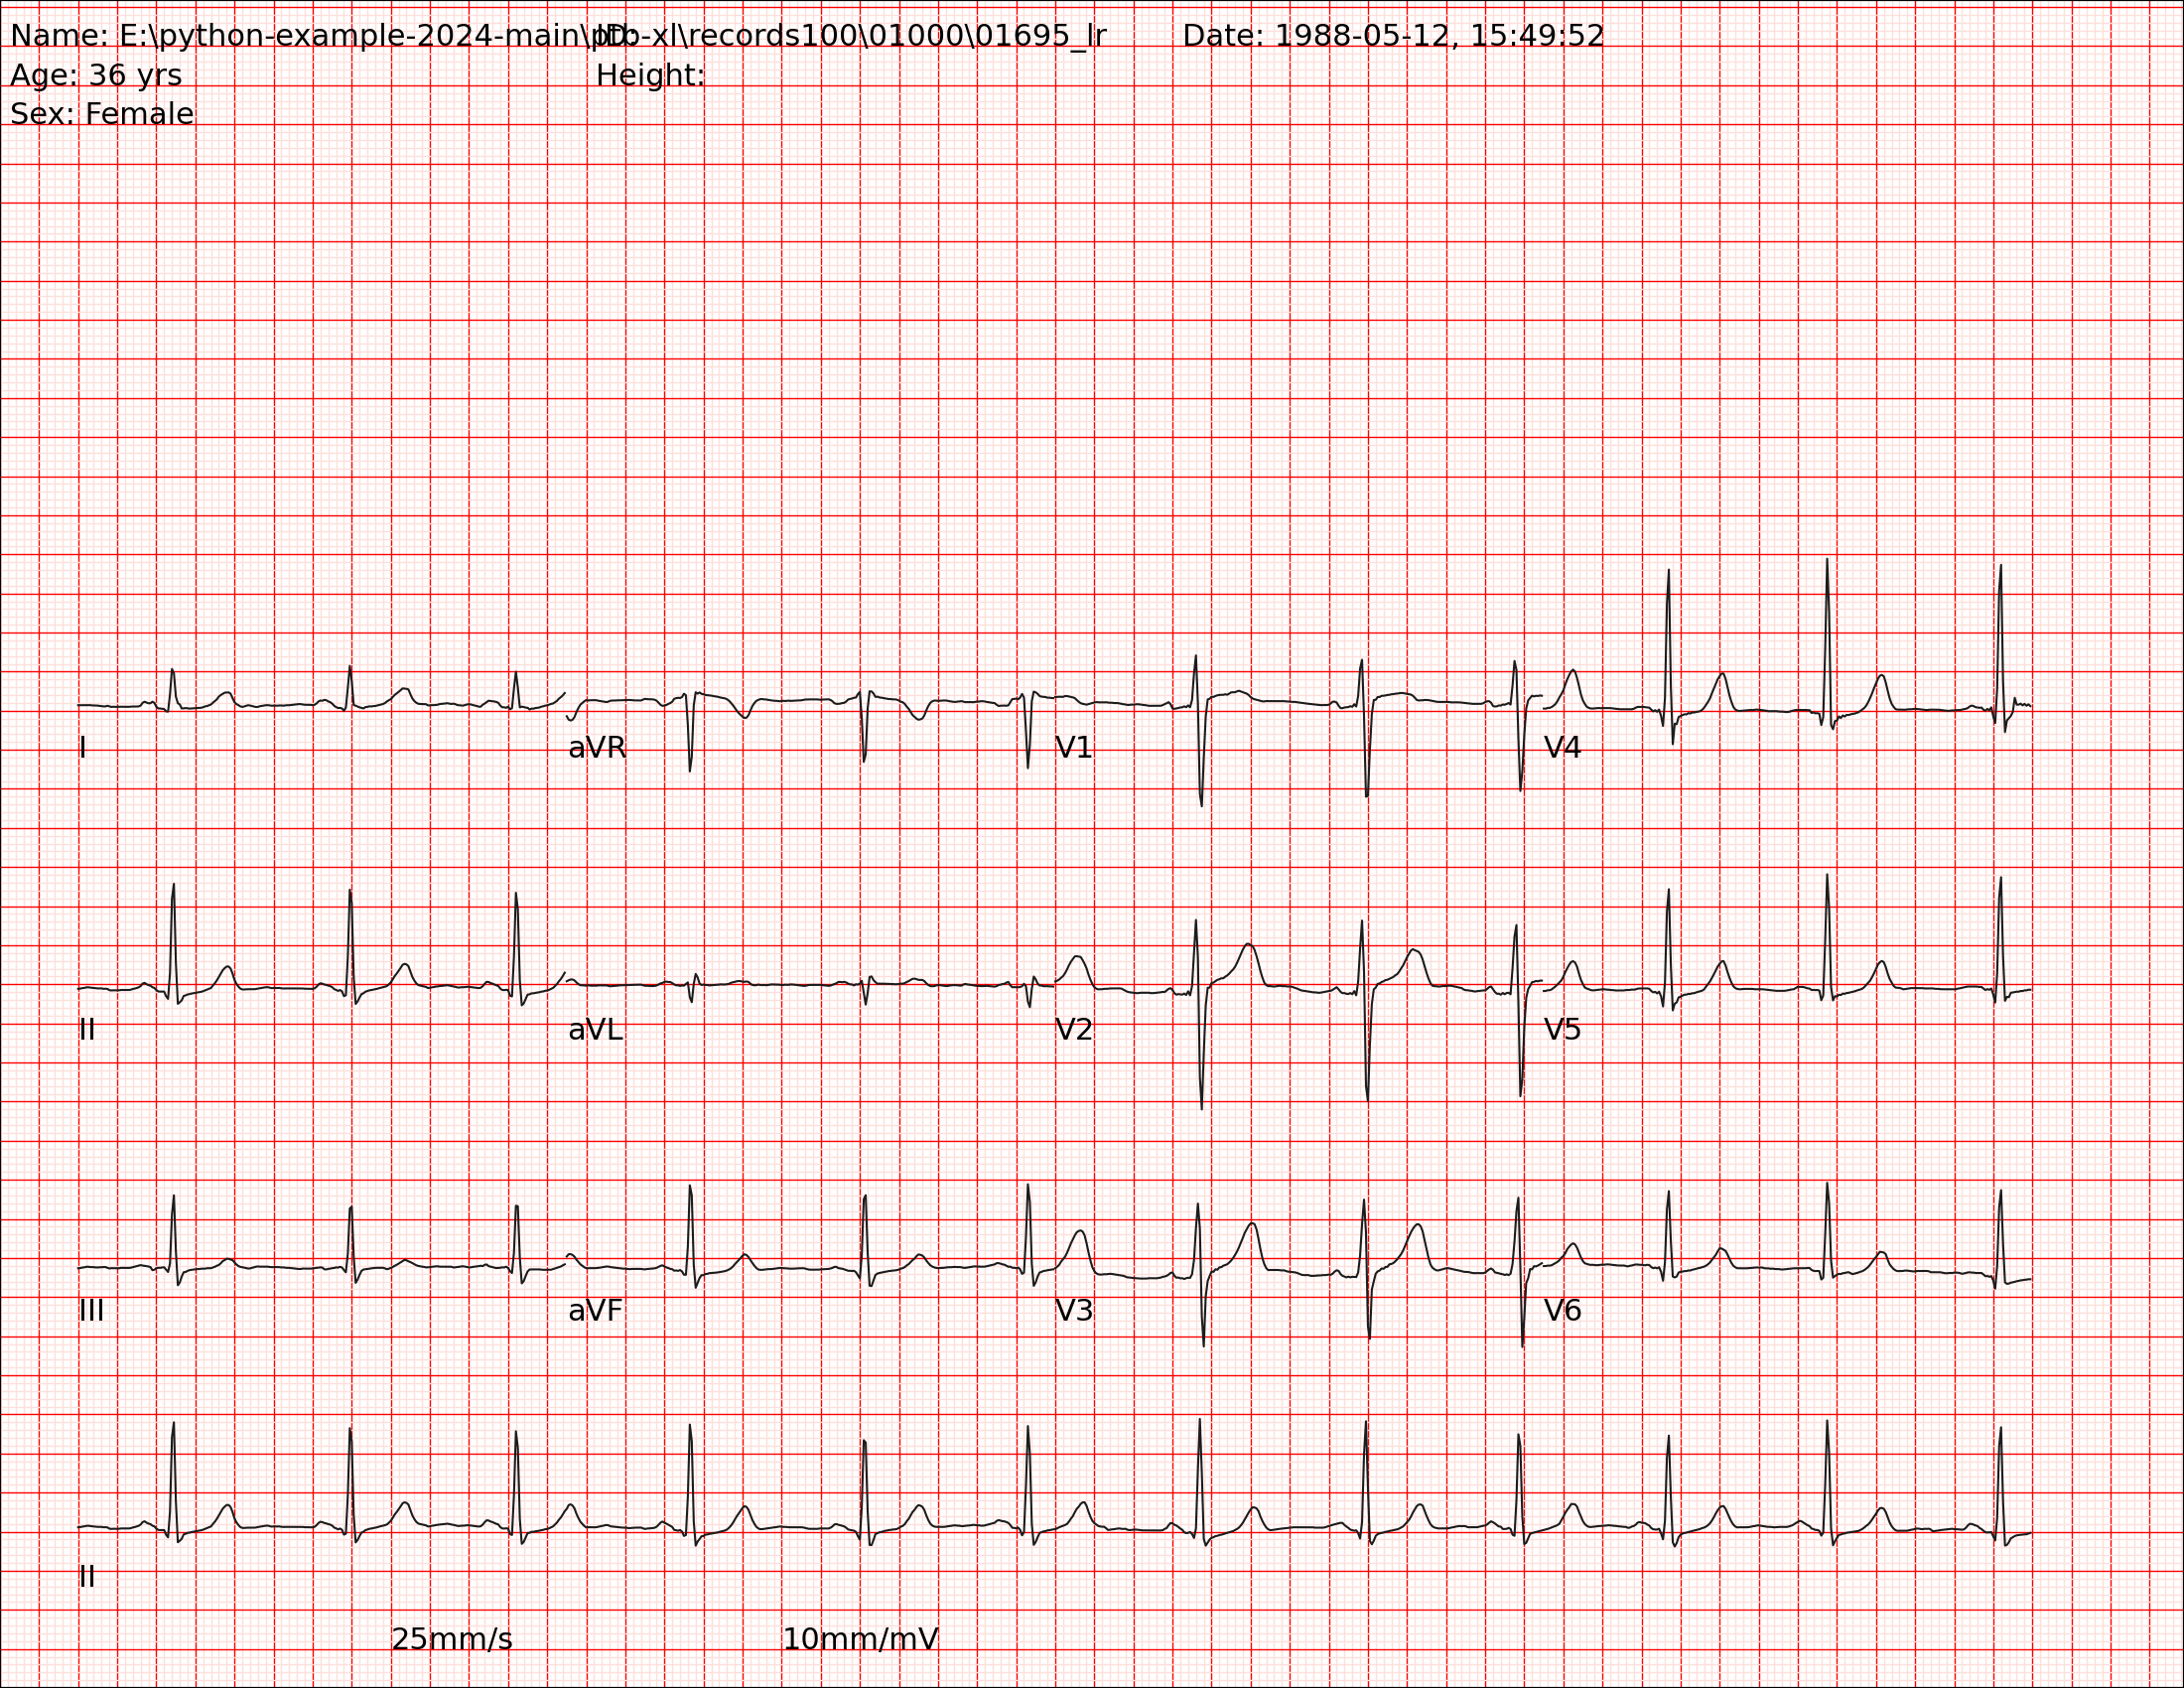 Name: E:\python-example-2024-main\ptb-xl\records100\01000\01695_lr ID: Date: 1988-05-12, 15:49:52
Age: 36 yrs Height:
Sex: Female
I aVR V1 V4
II aVL V2 V5
III aVF V3 V6
II
25mm/s 10mm/mV